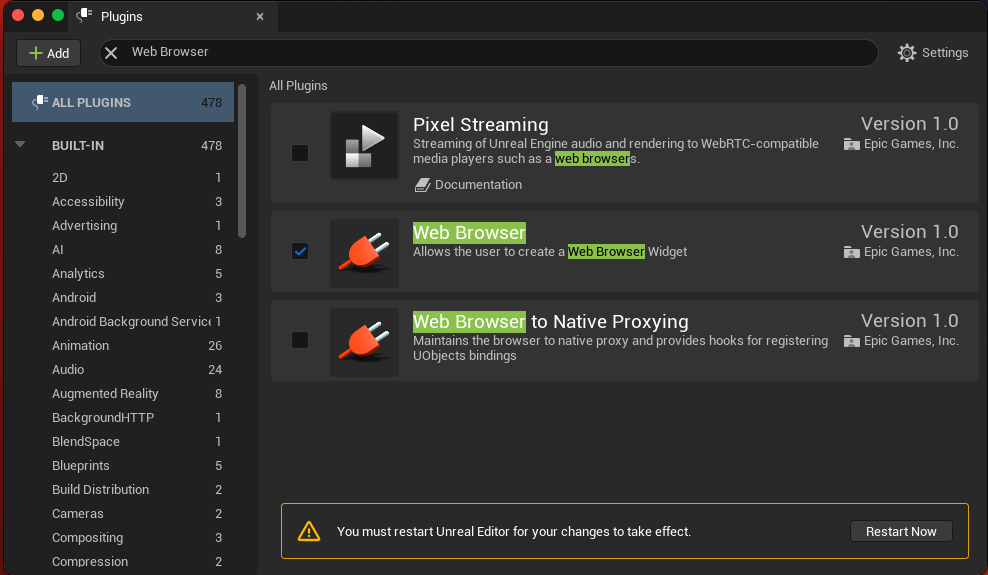 Plugins
Add
Web Browser
Settings
ALL PLUGINS 478
BUILT-IN 478
2D 1
Accessibility 3
Advertising 1
AI 8
Analytics 5
Android 3
Android Background Service 1
Animation 26
Audio 24
Augmented Reality 8
BackgroundHTTP 1
BlendSpace 1
Blueprints 5
Build Distribution 2
Cameras 2
Compositing 3
Compression 2
All Plugins
Pixel Streaming
Version 1.0
Streaming of Unreal Engine audio and rendering to WebRTC-compatible
media players such as a web browsers.
Epic Games, Inc.
Documentation
Web Browser
Version 1.0
Allows the user to create a Web Browser Widget
Epic Games, Inc.
Web Browser to Native Proxying
Version 1.0
Maintains the browser to native proxy and provides hooks for registering
UObjects bindings
Epic Games, Inc.
You must restart Unreal Editor for your changes to take effect.
Restart Now